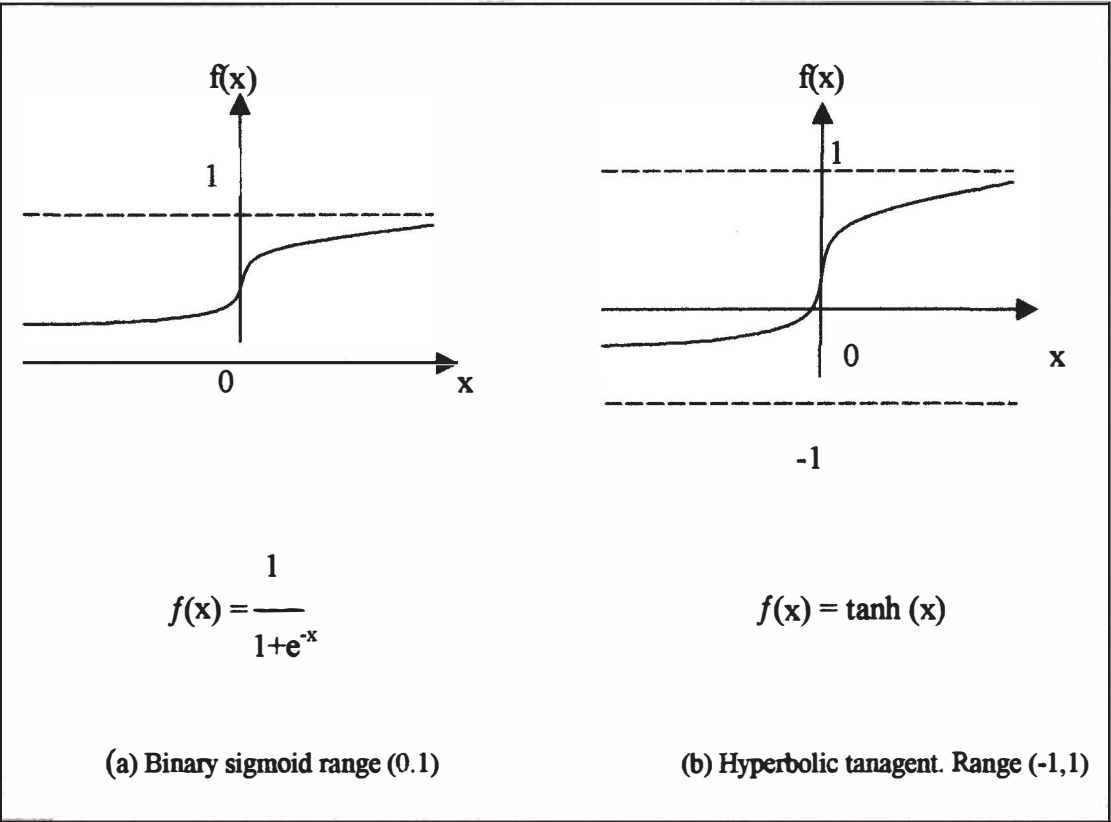 f(x)
1
0
x
f(x) = 1
1+e^-x
(a) Binary sigmoid range (0.1)
f(x)
1
0
x
-1
f(x) = tanh (x)
(b) Hyperbolic tanagent. Range (-1,1)